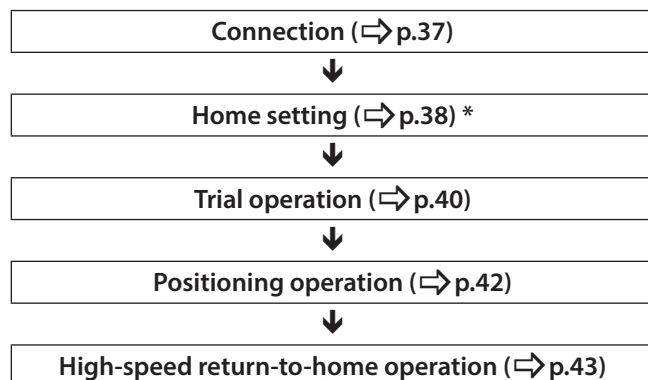 Connection (⇨ p.37)
Home setting (⇨ p.38) *
Trial operation (⇨ p.40)
Positioning operation (⇨ p.42)
High-speed return-to-home operation (⇨ p.43)